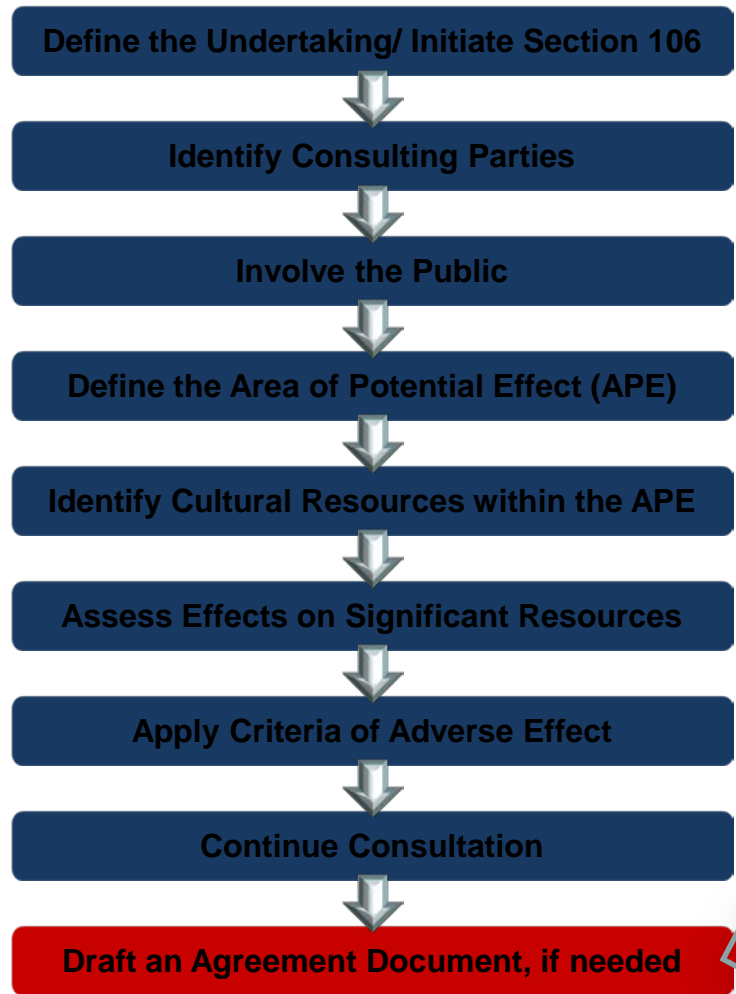 Define the Undertaking/ Initiate Section 106
Identify Consulting Parties
Involve the Public
Define the Area of Potential Effect (APE)
Identify Cultural Resources within the APE
Assess Effects on Significant Resources
Apply Criteria of Adverse Effect
Continue Consultation
Draft an Agreement Document, if needed